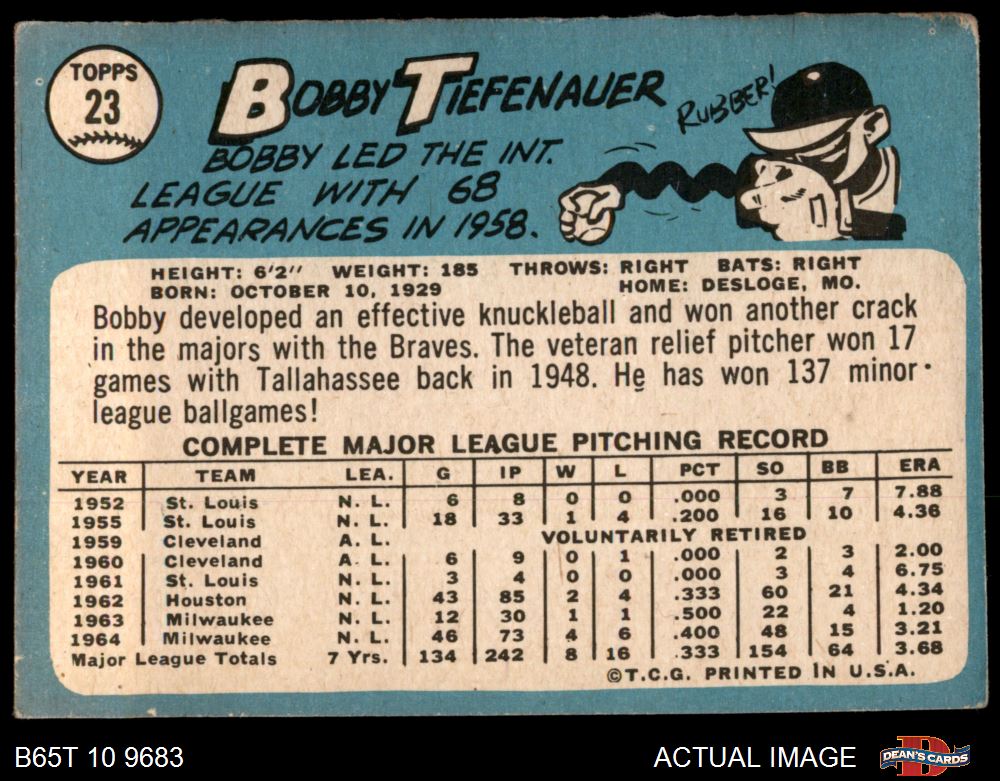 TOPPS
23
BOBBY TIEFENAUER
RUBBER!
BOBBY LED THE INT.
LEAGUE WITH 68
APPEARANCES IN 1958.
HEIGHT: 6'2" WEIGHT: 185 THROWS: RIGHT BATS: RIGHT
BORN: OCTOBER 10, 1929 HOME: DESLOGE, MO.
Bobby developed an effective knuckleball and won another crack
in the majors with the Braves. The veteran relief pitcher won 17
games with Tallahassee back in 1948. He has won 137 minor
league ballgames!
COMPLETE MAJOR LEAGUE PITCHING RECORD
YEAR TEAM LEA. G IP W L PCT SO BB ERA
1952 St. Louis N. L. 6 8 0 0 .000 3 7 7.88
1955 St. Louis N. L. 18 33 1 4 .200 16 10 4.36
1959 Cleveland A. L. VOLUNTARILY RETIRED
1960 Cleveland A. L. 6 9 0 1 .000 2 3 2.00
1961 St. Louis N. L. 3 4 0 0 .000 3 4 6.75
1962 Houston N. L. 43 85 2 4 .333 60 21 4.34
1963 Milwaukee N. L. 12 30 1 1 .500 22 4 1.20
1964 Milwaukee N. L. 46 73 4 6 .400 48 15 3.21
Major League Totals 7 Yrs. 134 242 8 16 .333 154 64 3.68
©T.C.G. PRINTED IN U.S.A.
B65T 10 9683 ACTUAL IMAGE DEAN'S CARDS